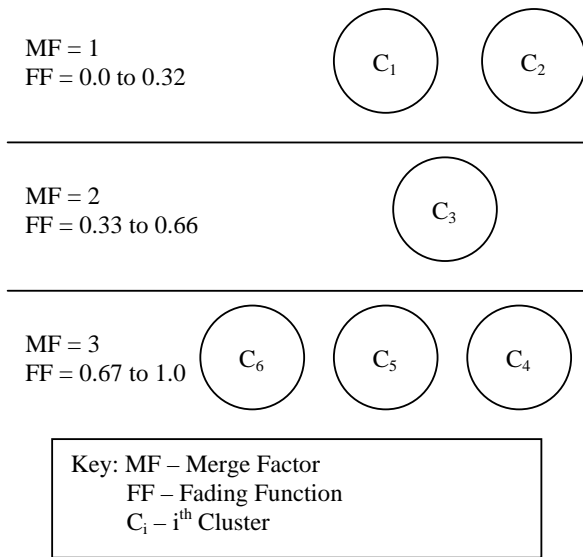 MF = 1
FF = 0.0 to 0.32
C₁ C₂
MF = 2
FF = 0.33 to 0.66
C₃
MF = 3
FF = 0.67 to 1.0
C₆ C₅ C₄
Key: MF – Merge Factor
FF – Fading Function
Cᵢ – iᵗʰ Cluster